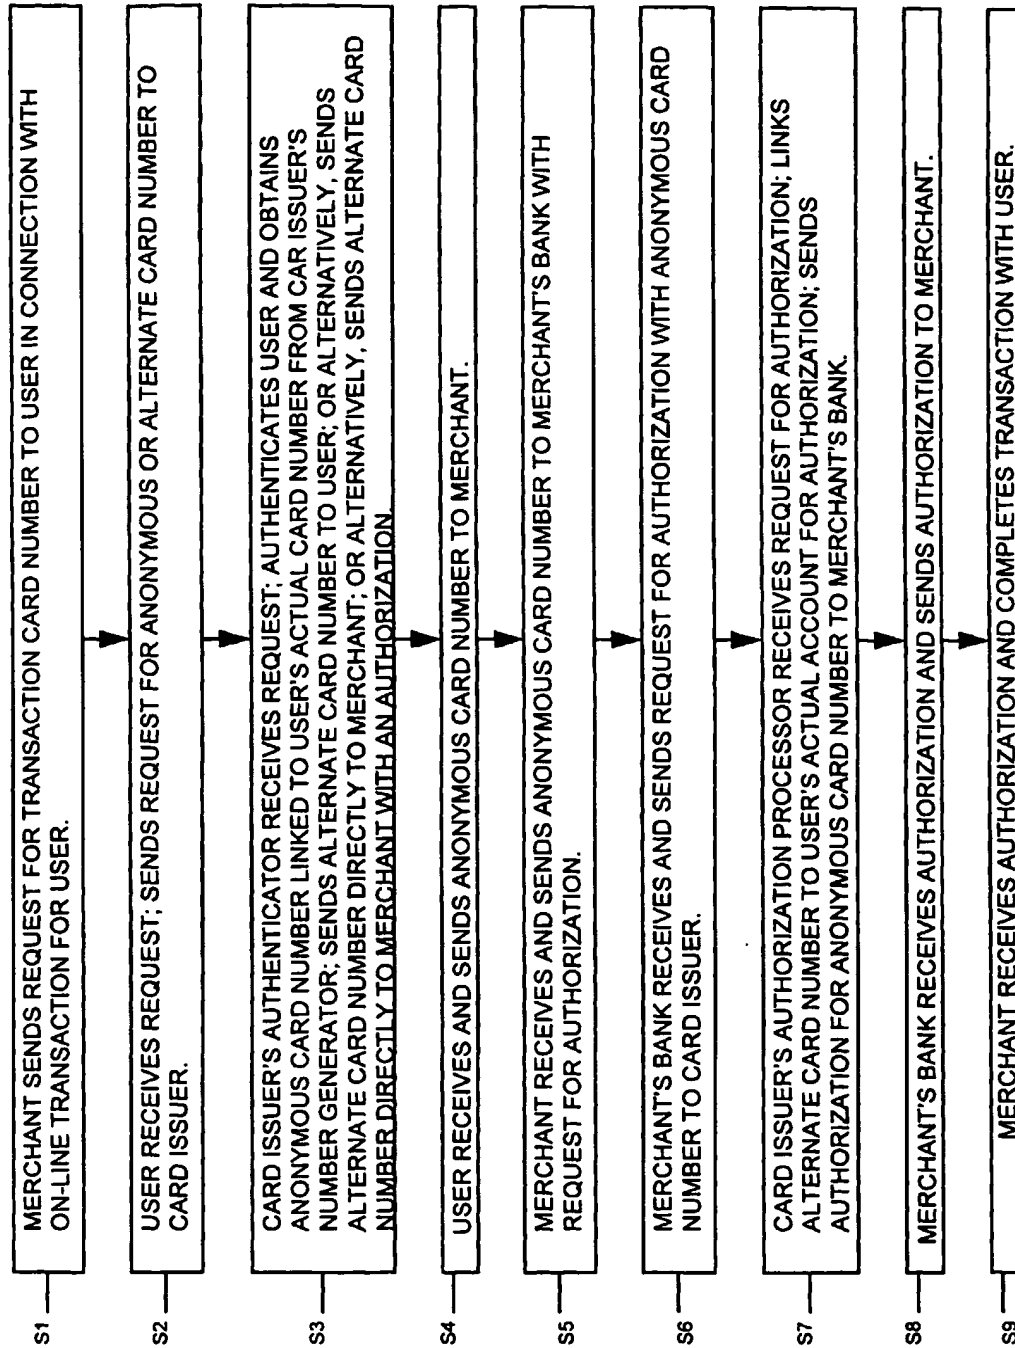 S1
MERCHANT SENDS REQUEST FOR TRANSACTION CARD NUMBER TO USER IN CONNECTION WITH
ON-LINE TRANSACTION FOR USER.
S2
USER RECEIVES REQUEST; SENDS REQUEST FOR ANONYMOUS OR ALTERNATE CARD NUMBER TO
CARD ISSUER.
S3
CARD ISSUER'S AUTHENTICATOR RECEIVES REQUEST; AUTHENTICATES USER AND OBTAINS
ANONYMOUS CARD NUMBER LINKED TO USER'S ACTUAL CARD NUMBER FROM CAR ISSUER'S
NUMBER GENERATOR; SENDS ALTERNATE CARD NUMBER TO USER; OR ALTERNATIVELY, SENDS
ALTERNATE CARD NUMBER DIRECTLY TO MERCHANT; OR ALTERNATIVELY, SENDS ALTERNATE CARD
NUMBER DIRECTLY TO MERCHANT WITH AN AUTHORIZATION.
S4
USER RECEIVES AND SENDS ANONYMOUS CARD NUMBER TO MERCHANT.
S5
MERCHANT RECEIVES AND SENDS ANONYMOUS CARD NUMBER TO MERCHANT'S BANK WITH
REQUEST FOR AUTHORIZATION.
S6
MERCHANT'S BANK RECEIVES AND SENDS REQUEST FOR AUTHORIZATION WITH ANONYMOUS CARD
NUMBER TO CARD ISSUER.
S7
CARD ISSUER'S AUTHORIZATION PROCESSOR RECEIVES REQUEST FOR AUTHORIZATION; LINKS
ALTERNATE CARD NUMBER TO USER'S ACTUAL ACCOUNT FOR AUTHORIZATION; SENDS
AUTHORIZATION FOR ANONYMOUS CARD NUMBER TO MERCHANT'S BANK.
S8
MERCHANT'S BANK RECEIVES AUTHORIZATION AND SENDS AUTHORIZATION TO MERCHANT.
S9
MERCHANT RECEIVES AUTHORIZATION AND COMPLETES TRANSACTION WITH USER.